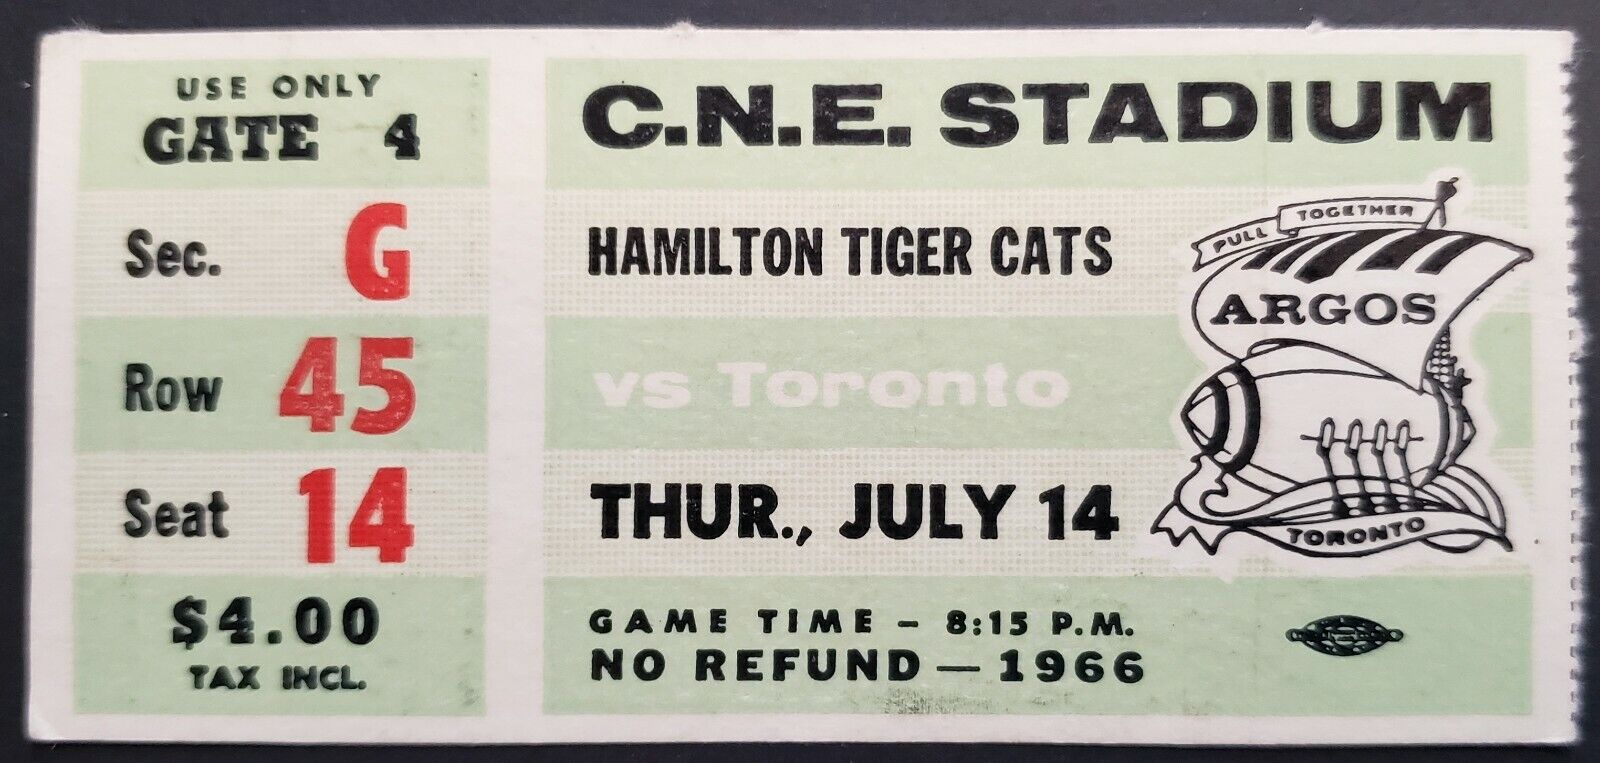 USE ONLY
GATE 4
Sec. G
Row 45
Seat 14
$4.00
TAX INCL.
C.N.E. STADIUM
HAMILTON TIGER CATS
vs Toronto
THUR., JULY 14
GAME TIME – 8:15 P.M.
NO REFUND — 1966
PULL TOGETHER
ARGOS
TORONTO